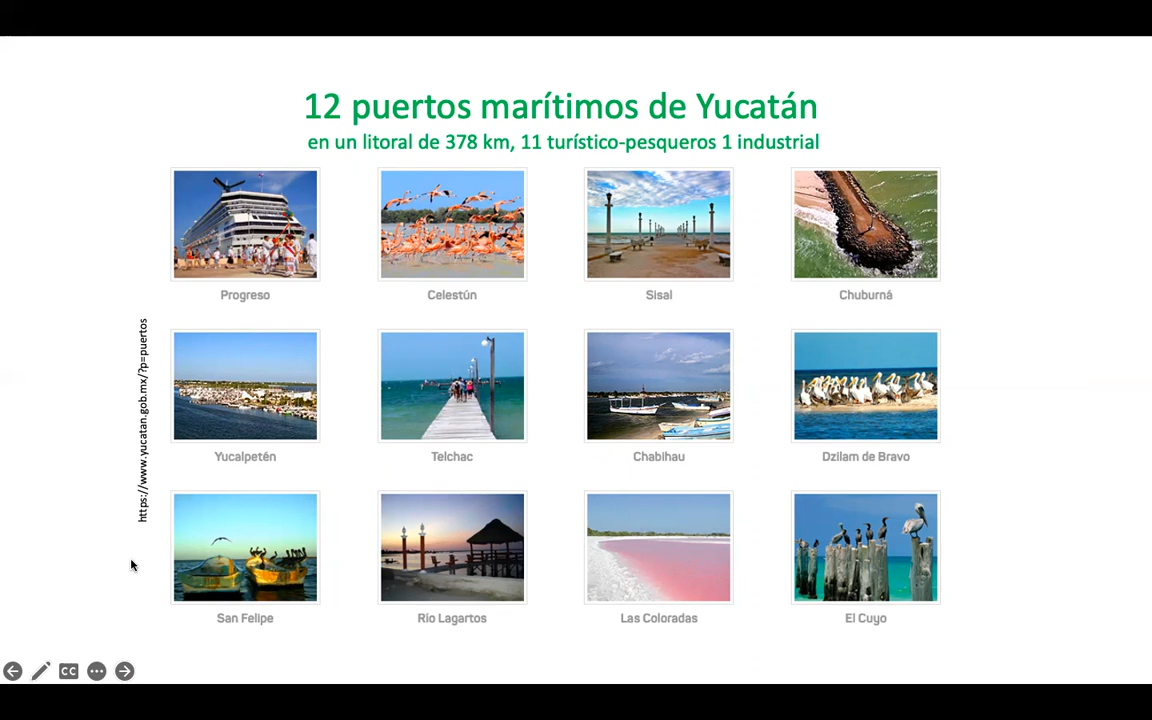 12 puertos marítimos de Yucatán
en un litoral de 378 km, 11 turístico-pesqueros 1 industrial
Progreso
Celestún
Sisal
Chuburná
https://www.yucatan.gob.mx/?p=puertos
Yucalpetén
Telchac
Chabihau
Dzilam de Bravo
San Felipe
Rio Lagartos
Las Coloradas
El Cuyo
CC